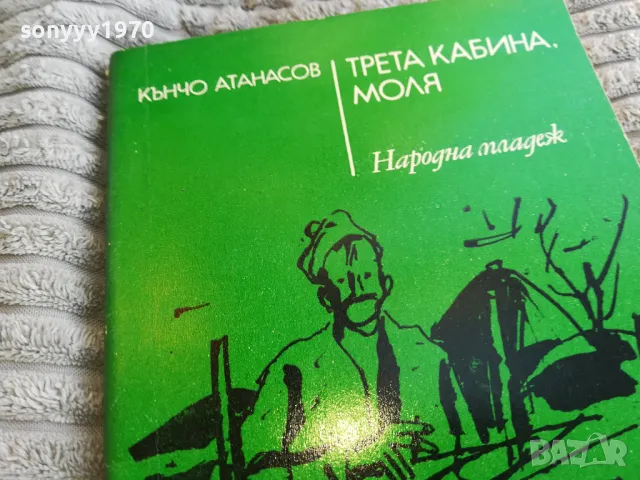 sonyyy1970
КЪНЧО АТАНАСОВ
ТРЕТА КАБИНА,
МОЛЯ
Народна младеж
BAZAR